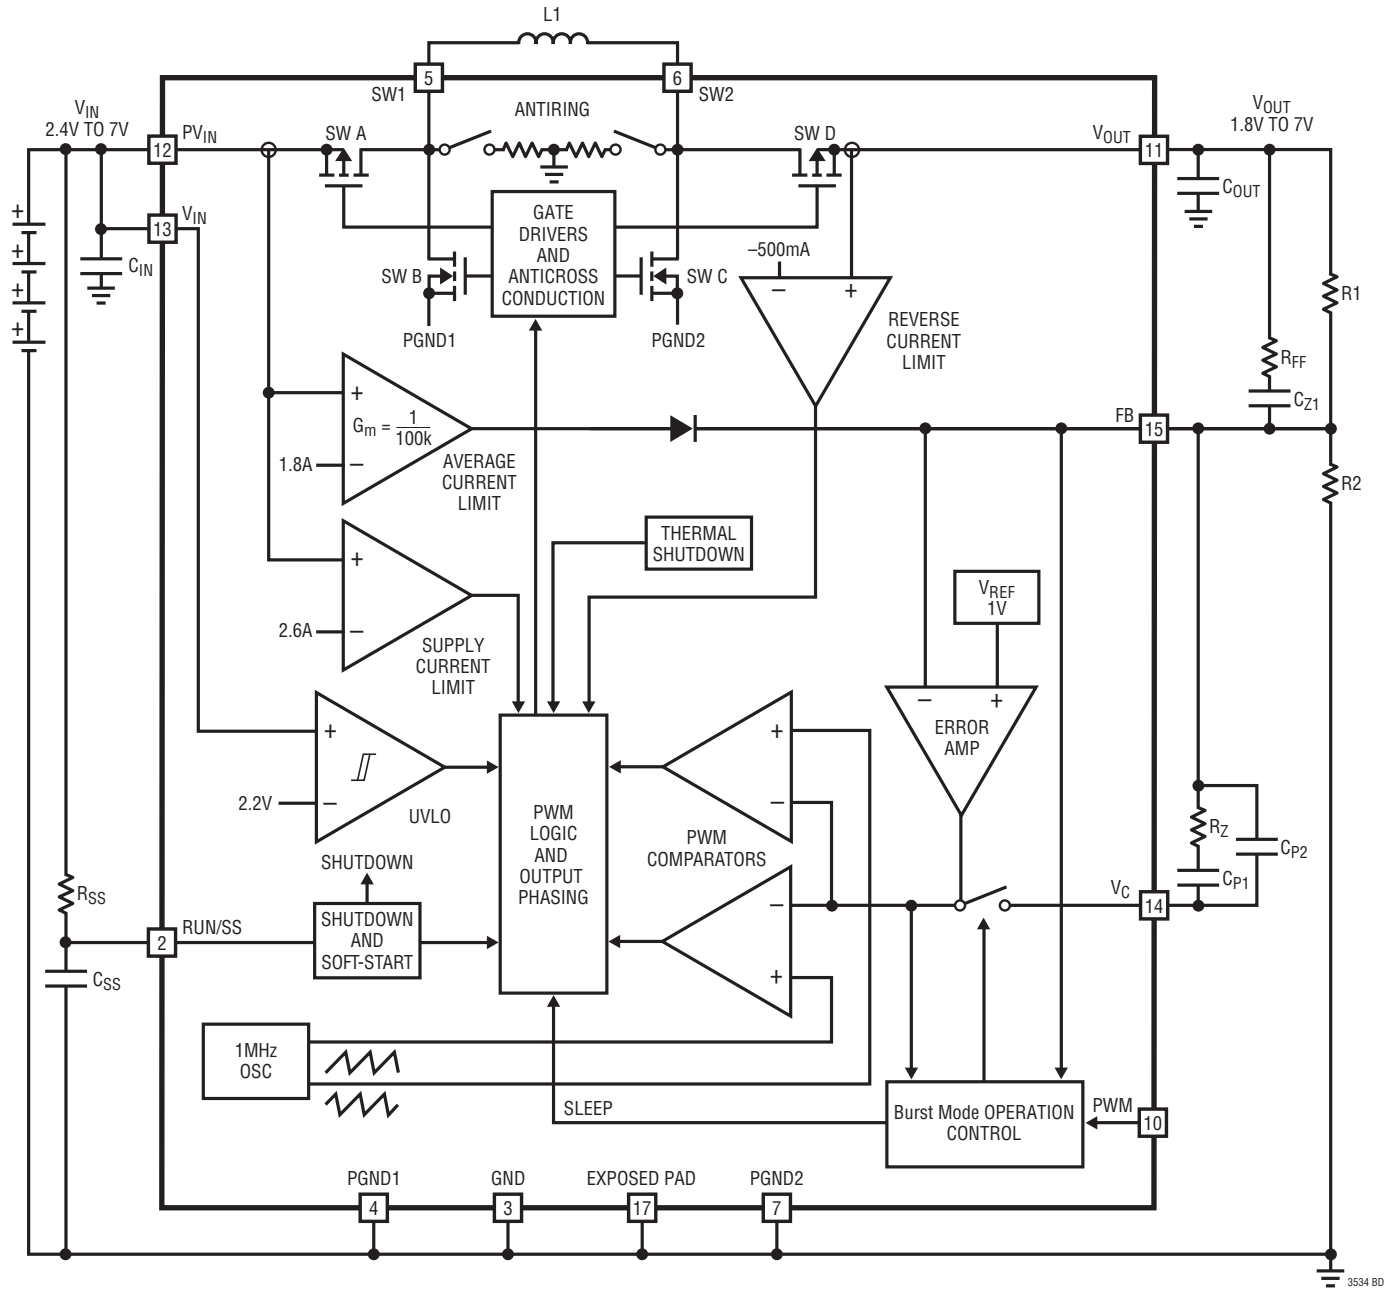 L1
5
6
SW1
SW2
VIN
2.4V TO 7V
PVIN
12
SW A
ANTIRING
SW D
VOUT
11
VOUT
1.8V TO 7V
COUT
VIN
13
CIN
+
+
+
+
GATE
DRIVERS
AND
ANTICROSS
CONDUCTION
SW B
SW C
PGND1
PGND2
–500mA
–
+
REVERSE
CURRENT
LIMIT
R1
RFF
CZ1
+
Gm = 1
100k
1.8A
–
AVERAGE
CURRENT
LIMIT
FB
15
R2
THERMAL
SHUTDOWN
+
2.6A
–
SUPPLY
CURRENT
LIMIT
VREF
1V
–
+
ERROR
AMP
+
2.2V
–
UVLO
PWM
LOGIC
AND
OUTPUT
PHASING
+
–
PWM
COMPARATORS
–
+
RZ
CP1
CP2
VC
14
SHUTDOWN
RSS
RUN/SS
2
SHUTDOWN
AND
SOFT-START
CSS
1MHz
OSC
SLEEP
Burst Mode OPERATION
CONTROL
PWM
10
PGND1
GND
EXPOSED PAD
PGND2
4
3
17
7
3534 BD